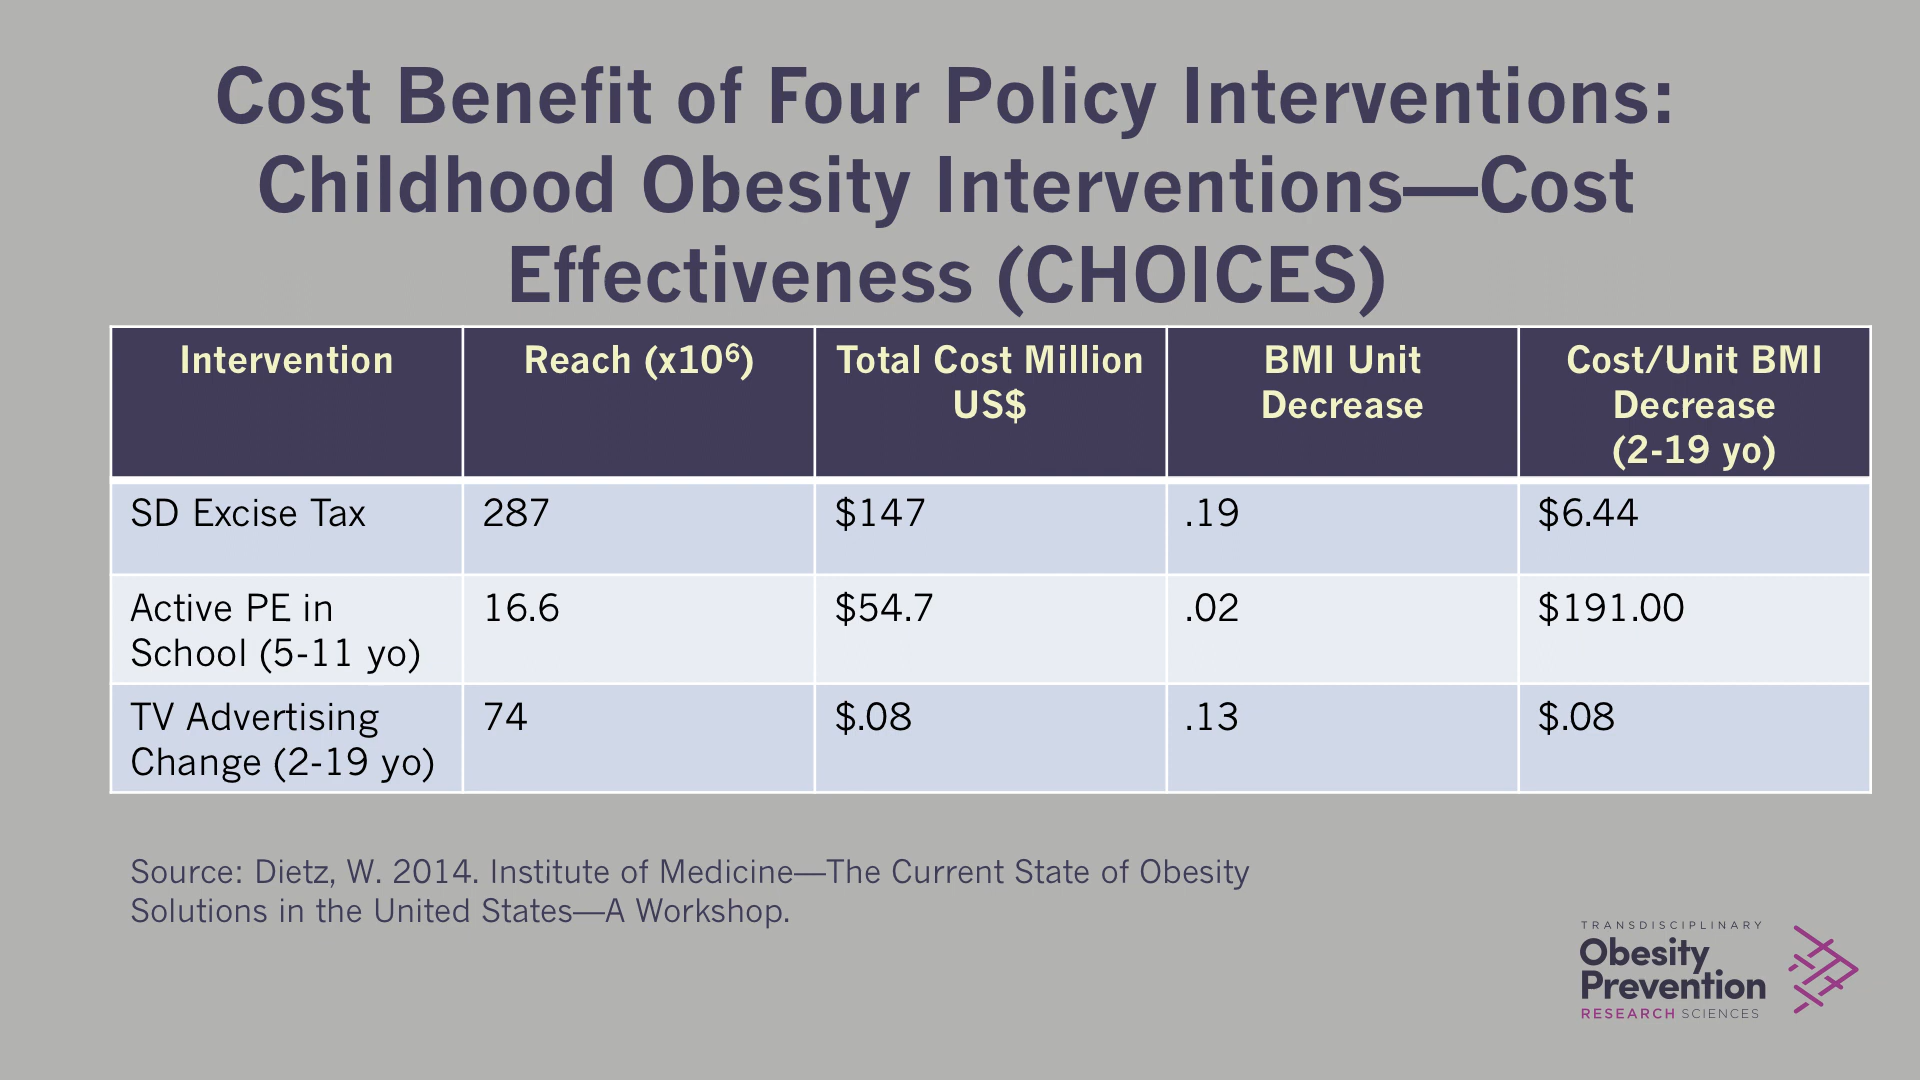 Cost Benefit of Four Policy Interventions:
Childhood Obesity Interventions—Cost
Effectiveness (CHOICES)
Intervention
Reach (x10⁶)
Total Cost Million
US$
BMI Unit
Decrease
Cost/Unit BMI
Decrease
(2-19 yo)
SD Excise Tax
287
$147
.19
$6.44
Active PE in
School (5-11 yo)
16.6
$54.7
.02
$191.00
TV Advertising
Change (2-19 yo)
74
$.08
.13
$.08
Source: Dietz, W. 2014. Institute of Medicine—The Current State of Obesity
Solutions in the United States—A Workshop.
TRANSDISCIPLINARY
Obesity
Prevention
RESEARCH SCIENCES